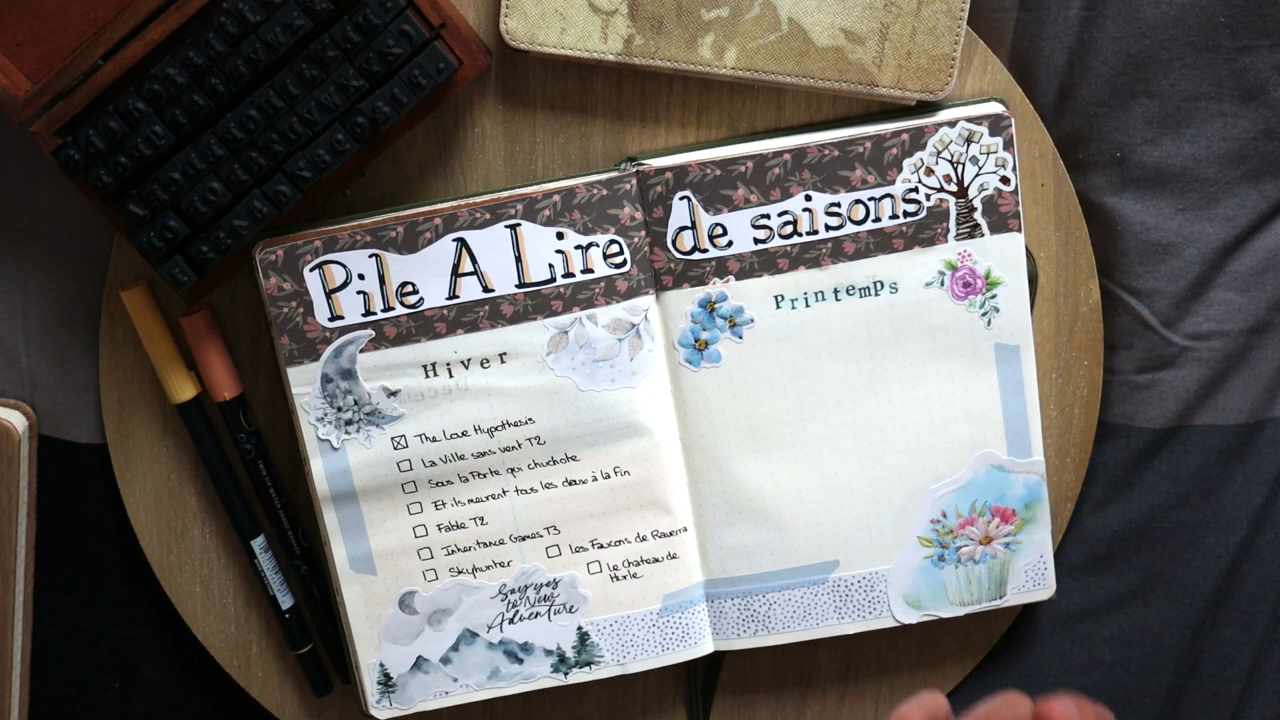 Pile A Lire
de saisons
Hiver
The Love Hypothesis
La Ville sans vent T2
Sous la Porte qui chuchote
Et ils meurent tous les deux à la fin
Fable T2
Inheritance Games T3
Skyhunter
les Faucons de Raverra
le Chateau de
Hurle
Say yes
to New
Adventure
Printemps